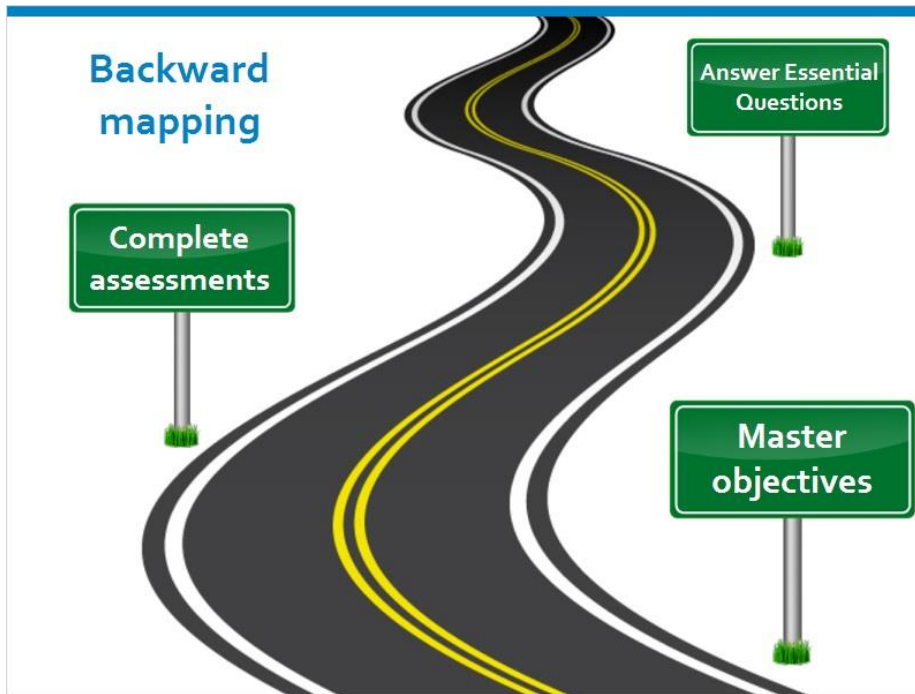 Backward
mapping
Answer Essential
Questions
Complete
assessments
Master
objectives